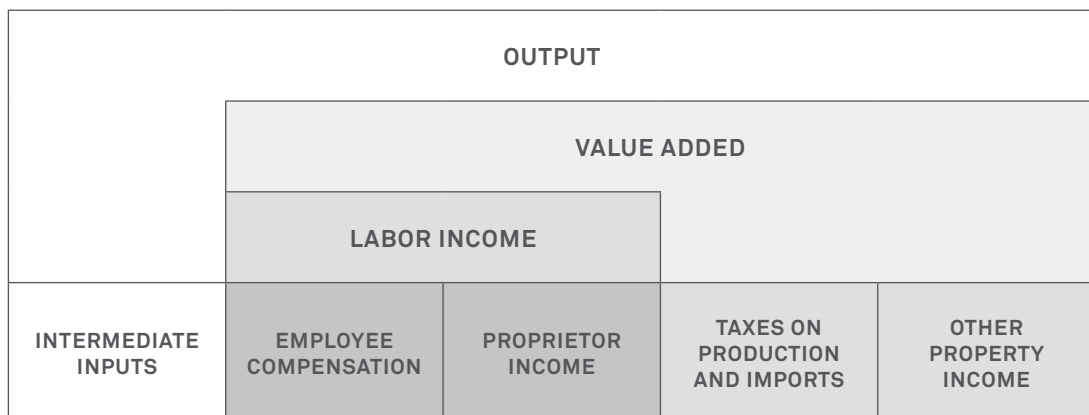 OUTPUT
VALUE ADDED
LABOR INCOME
INTERMEDIATE
INPUTS
EMPLOYEE
COMPENSATION
PROPRIETOR
INCOME
TAXES ON
PRODUCTION
AND IMPORTS
OTHER
PROPERTY
INCOME